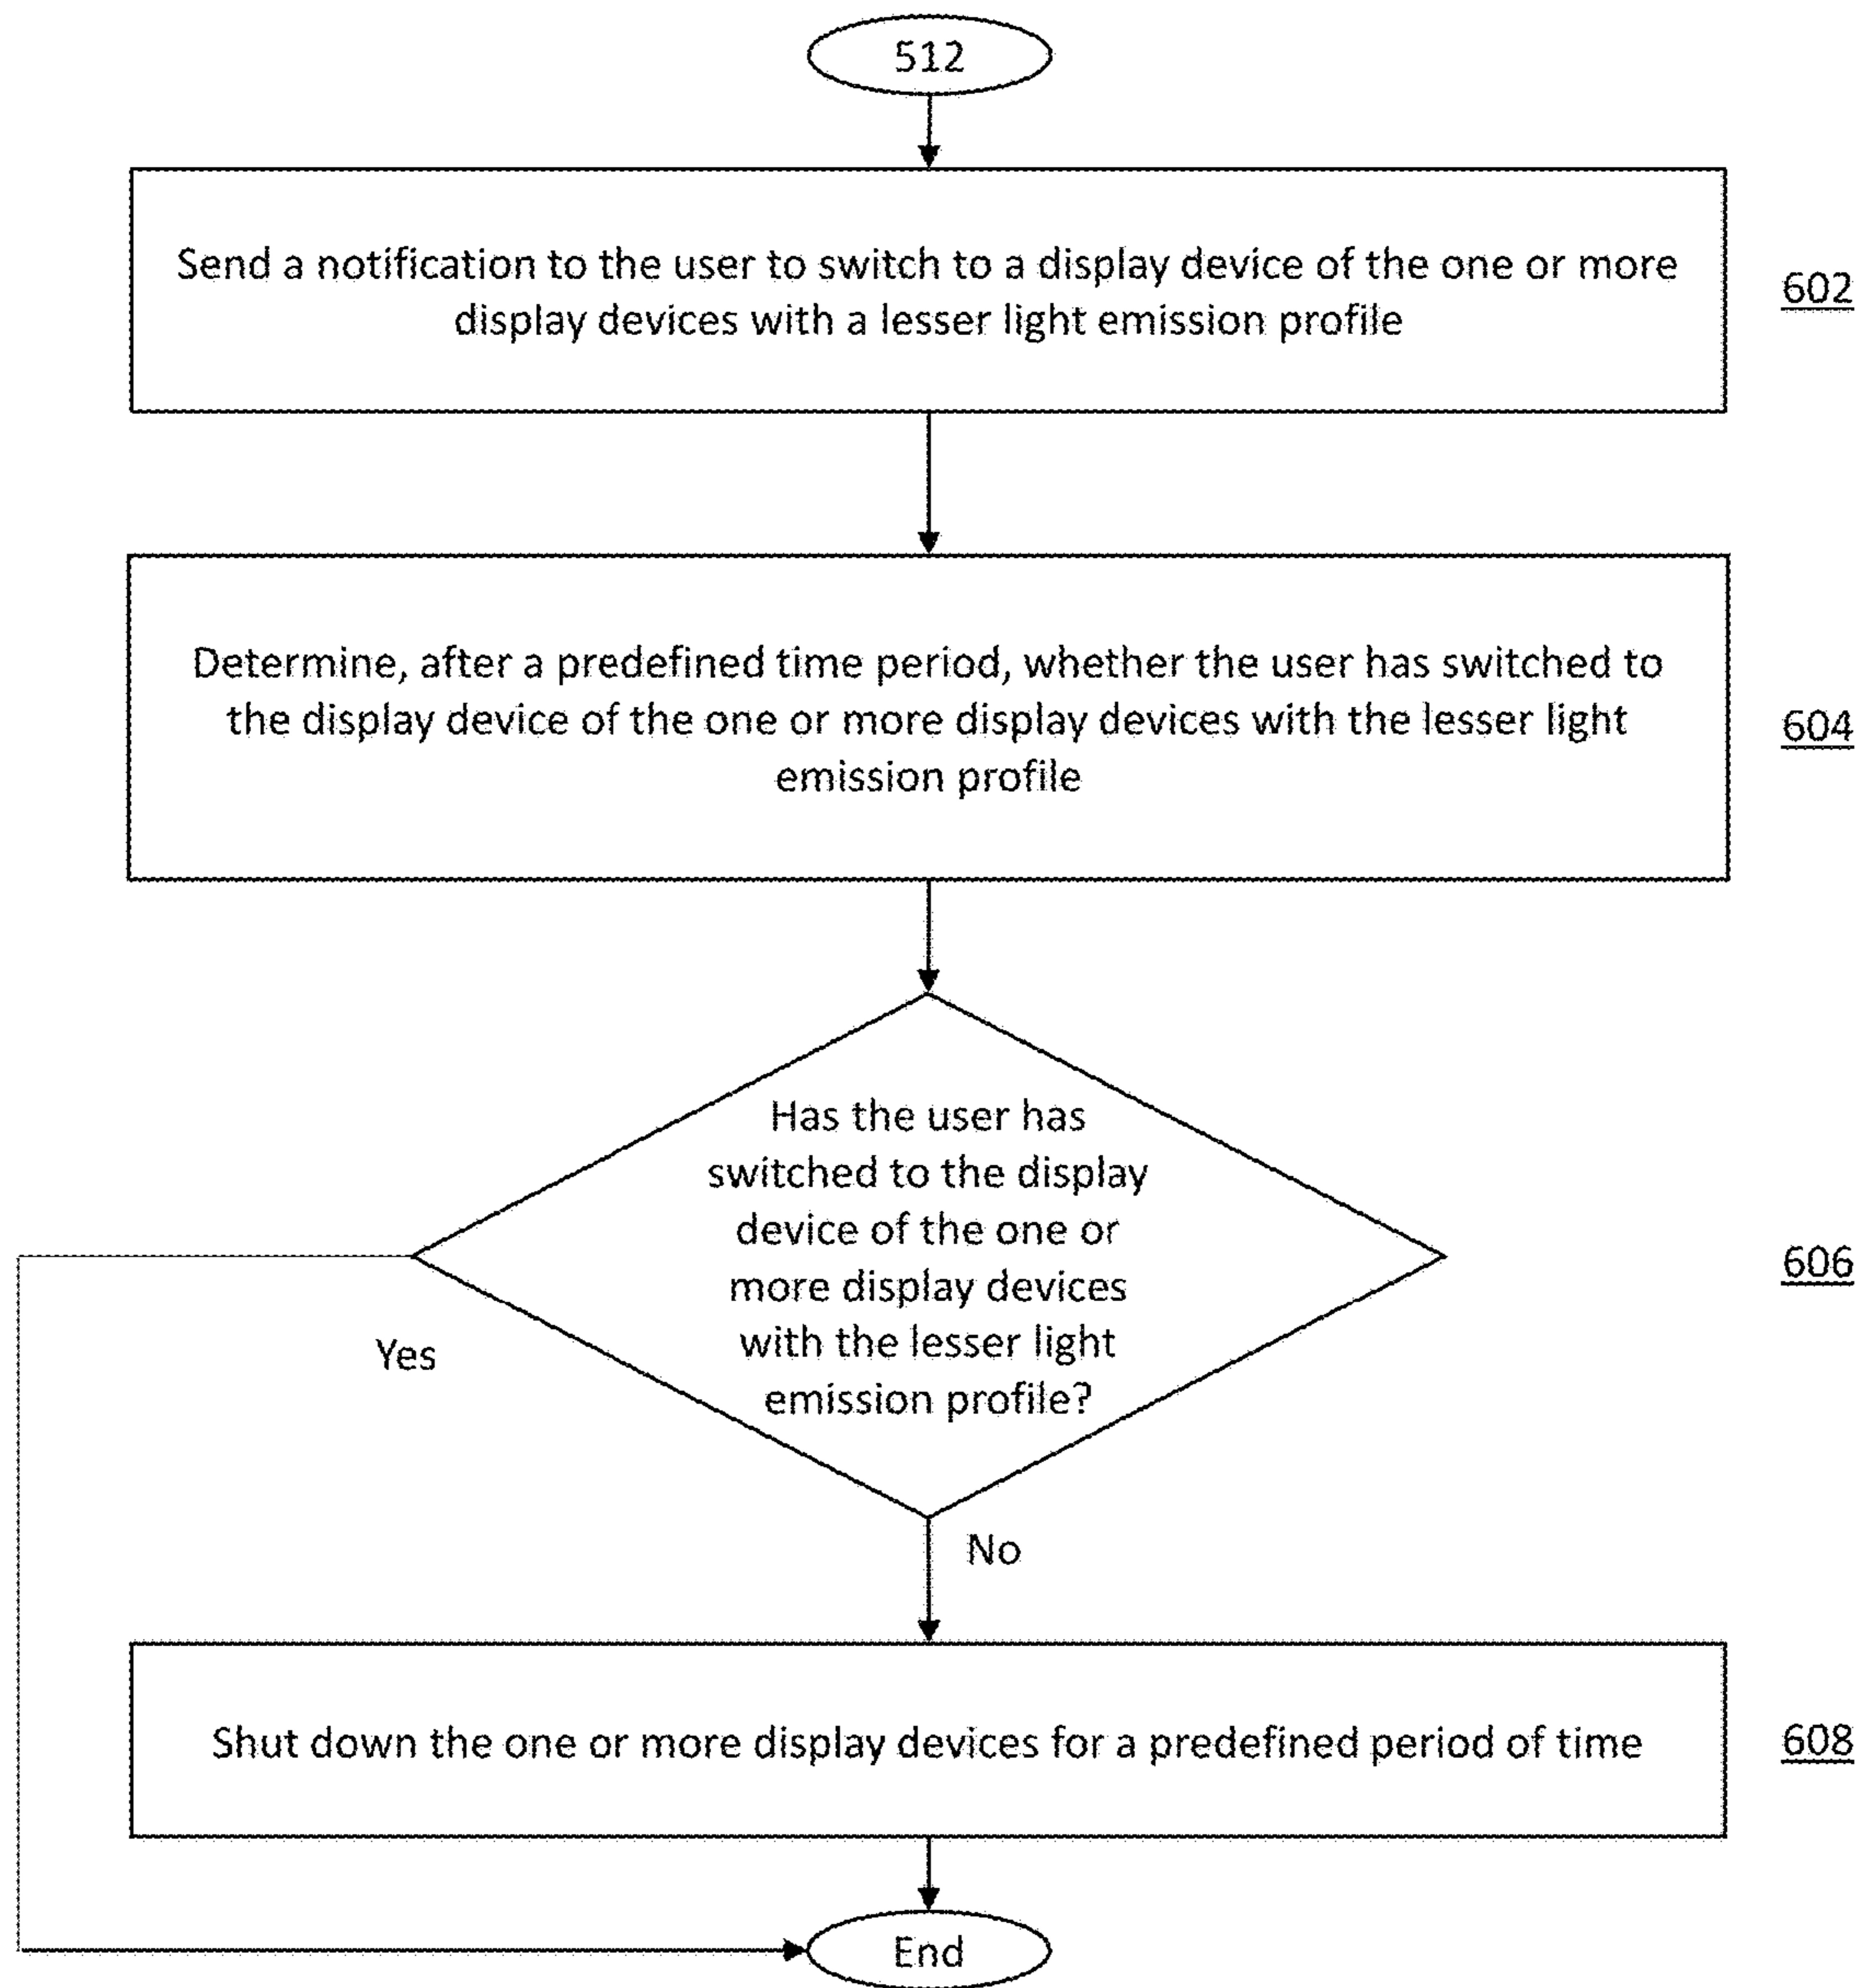 512
Send a notification to the user to switch to a display device of the one or more
display devices with a lesser light emission profile
602
Determine, after a predefined time period, whether the user has switched to
the display device of the one or more display devices with the lesser light
emission profile
604
Has the user has
switched to the display
device of the one or
more display devices
with the lesser light
emission profile?
606
Yes
No
Shut down the one or more display devices for a predefined period of time
608
End